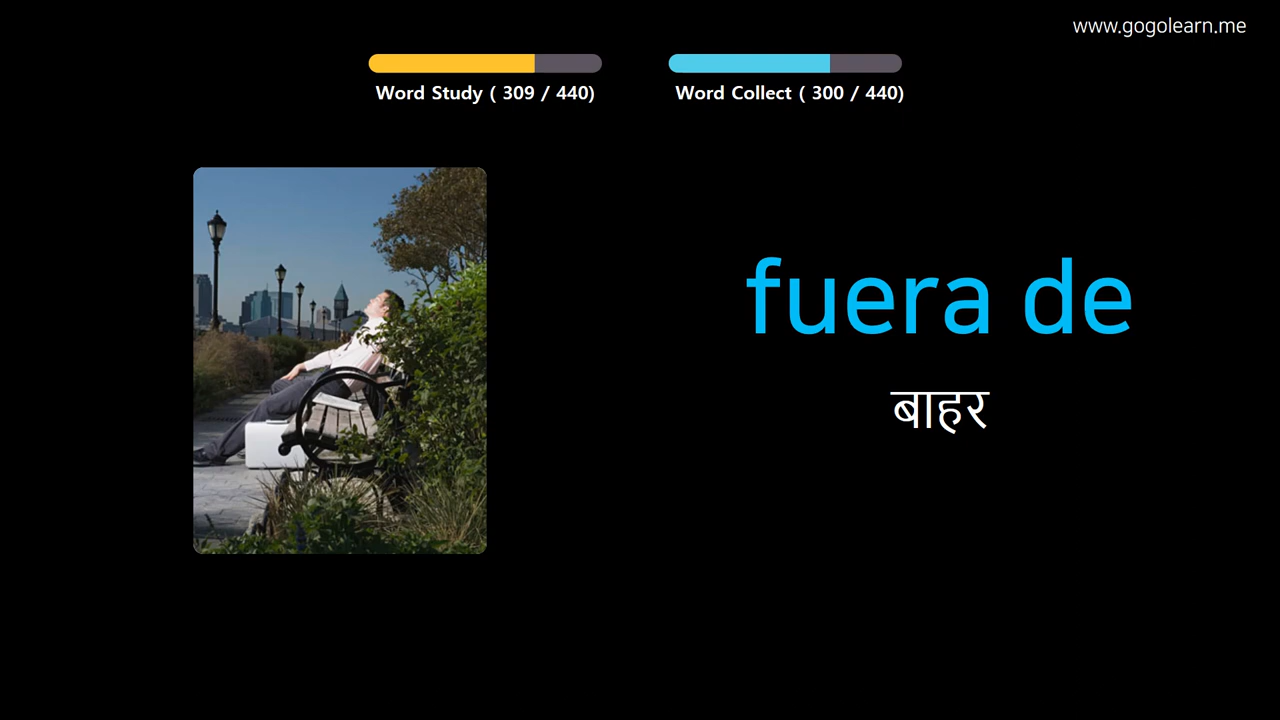 www.gogolearn.me
Word Study ( 309 / 440)
Word Collect ( 300 / 440)
fuera de
बाहर